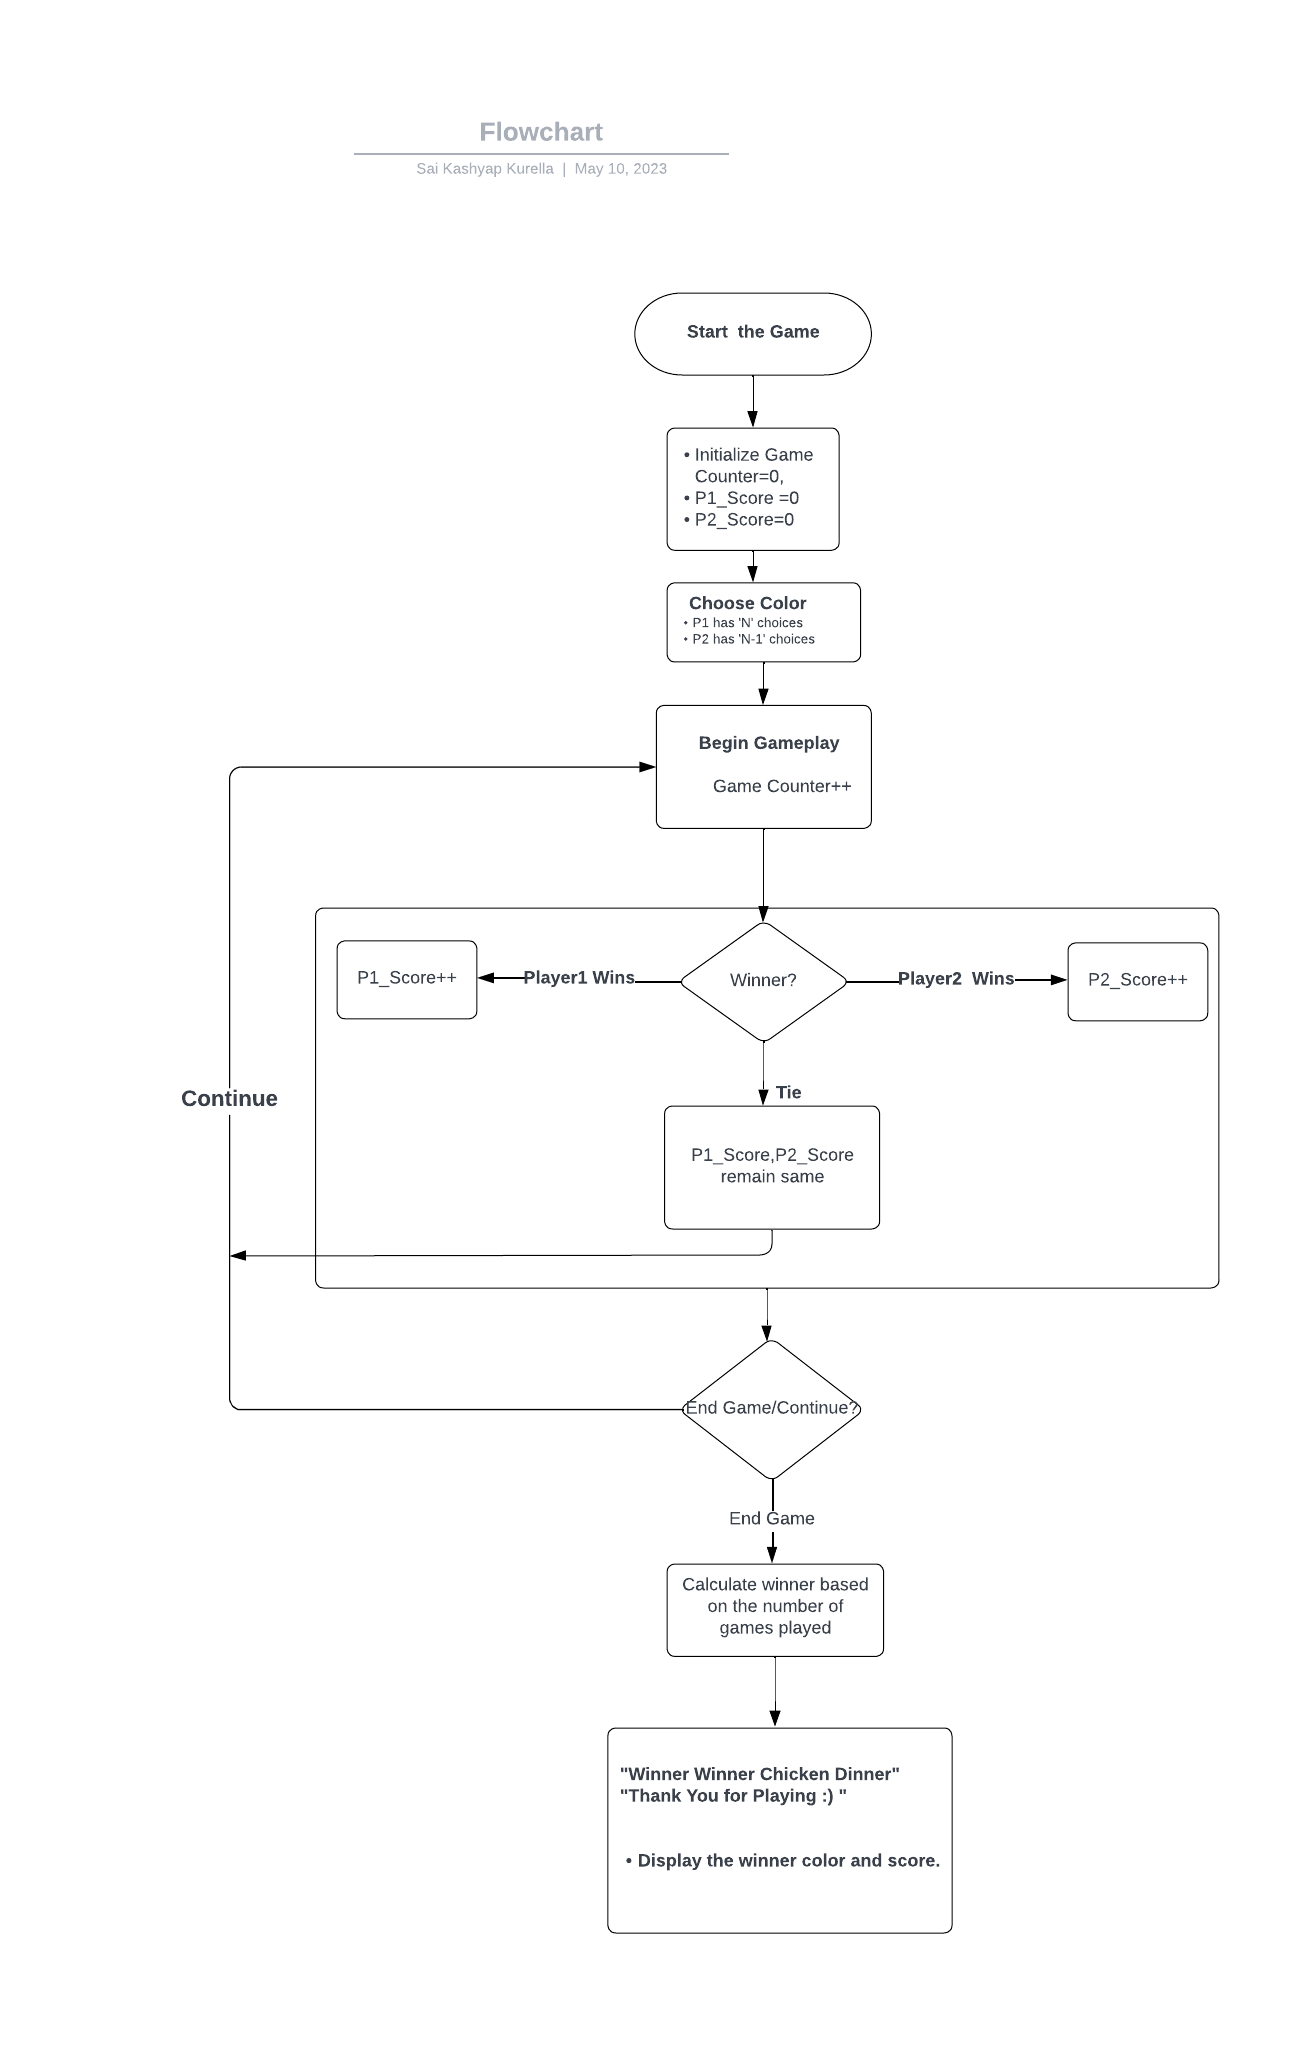 Flowchart
Sai Kashyap Kurella | May 10, 2023
Start the Game
• Initialize Game
Counter=0,
• P1_Score =0
• P2_Score=0
Choose Color
• P1 has 'N' choices
• P2 has 'N-1' choices
Begin Gameplay
Game Counter++
P1_Score++
Player1 Wins
Winner?
Player2 Wins
P2_Score++
Tie
Continue
P1_Score,P2_Score
remain same
End Game/Continue?
End Game
Calculate winner based
on the number of
games played
"Winner Winner Chicken Dinner"
"Thank You for Playing :) "
• Display the winner color and score.